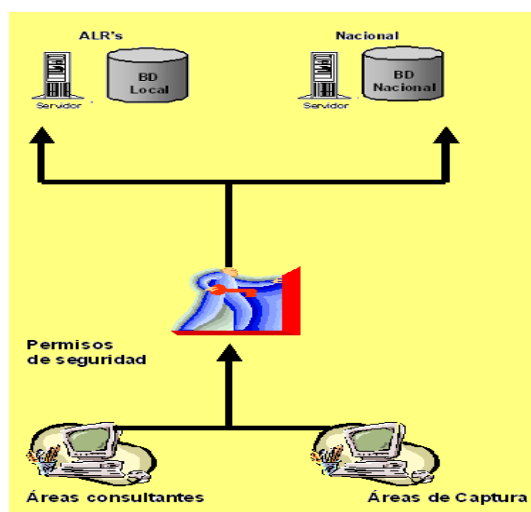 ALR's
Nacional
BD
Local
BD
Nacional
Servidor
Servidor
Permisos
de seguridad
Áreas consultantes
Áreas de Captura